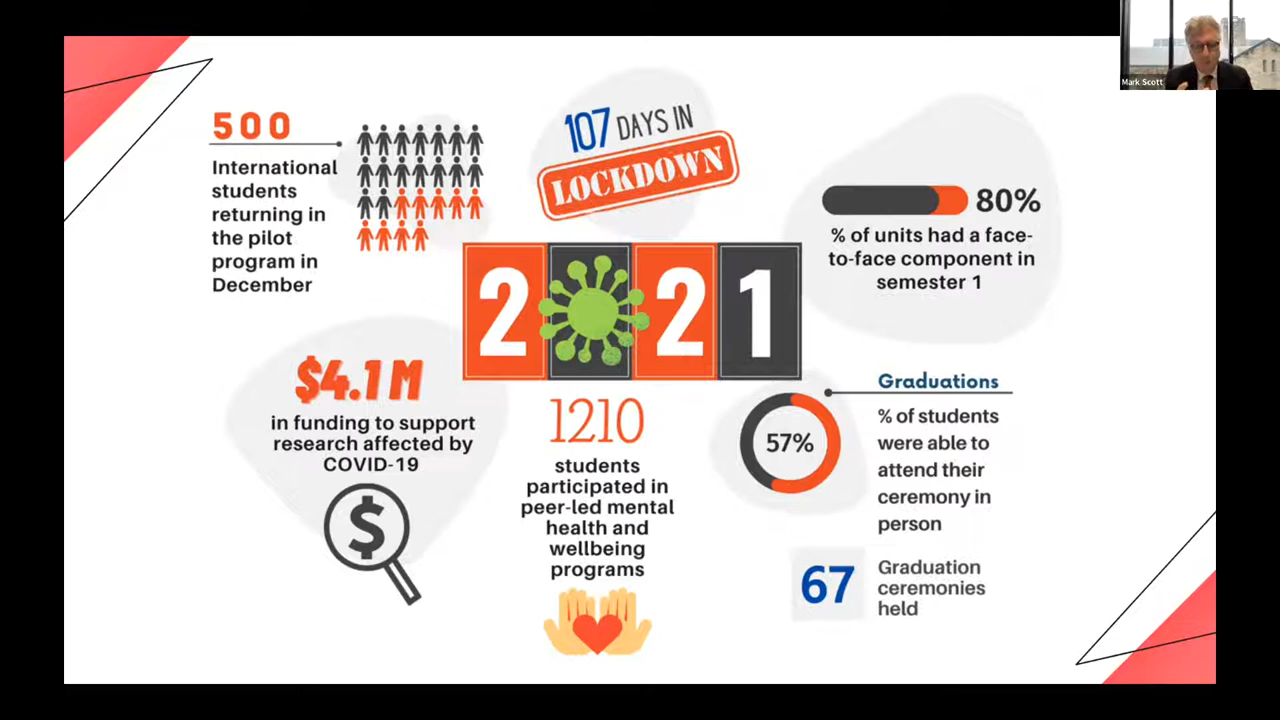 Mark Scott
500
International
students
returning in
the pilot
program in
December
107 DAYS IN
LOCKDOWN
80%
% of units had a face-
to-face component in
semester 1
2 21
$4.1M
in funding to support
research affected by
COVID-19
$
1210
students
participated in
peer-led mental
health and
wellbeing
programs
Graduations
57%
% of students
were able to
attend their
ceremony in
person
67
Graduation
ceremonies
held